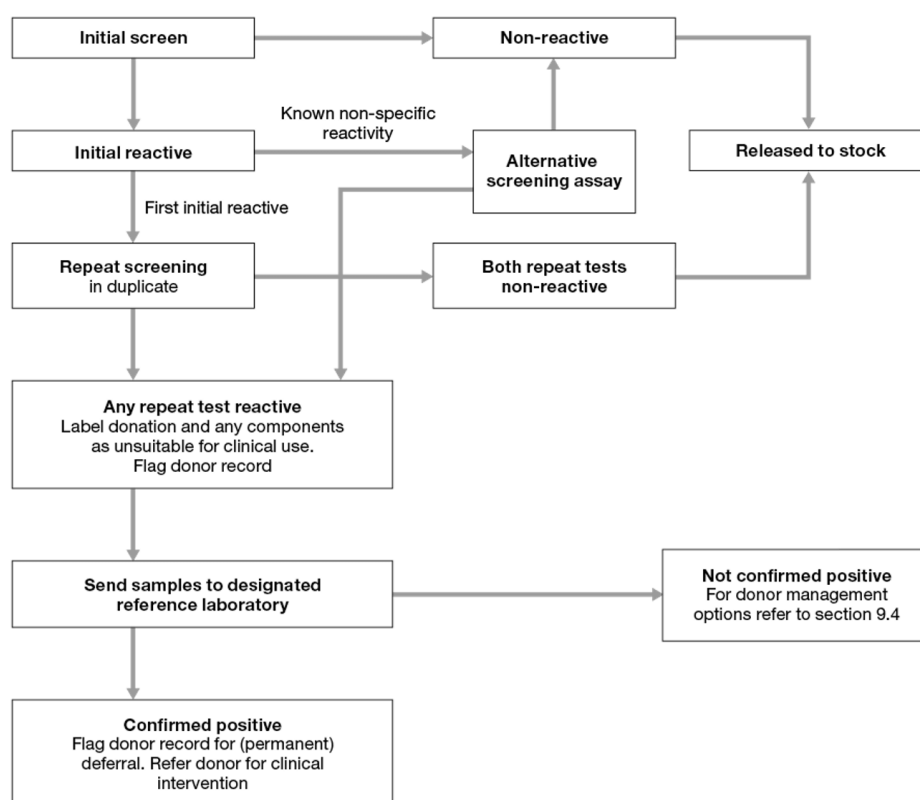 Initial screen
Non-reactive
Known non-specific
reactivity
Initial reactive
Alternative
screening assay
Released to stock
First initial reactive
Repeat screening
in duplicate
Both repeat tests
non-reactive
Any repeat test reactive
Label donation and any components
as unsuitable for clinical use.
Flag donor record
Send samples to designated
reference laboratory
Not confirmed positive
For donor management
options refer to section 9.4
Confirmed positive
Flag donor record for (permanent)
deferral. Refer donor for clinical
intervention